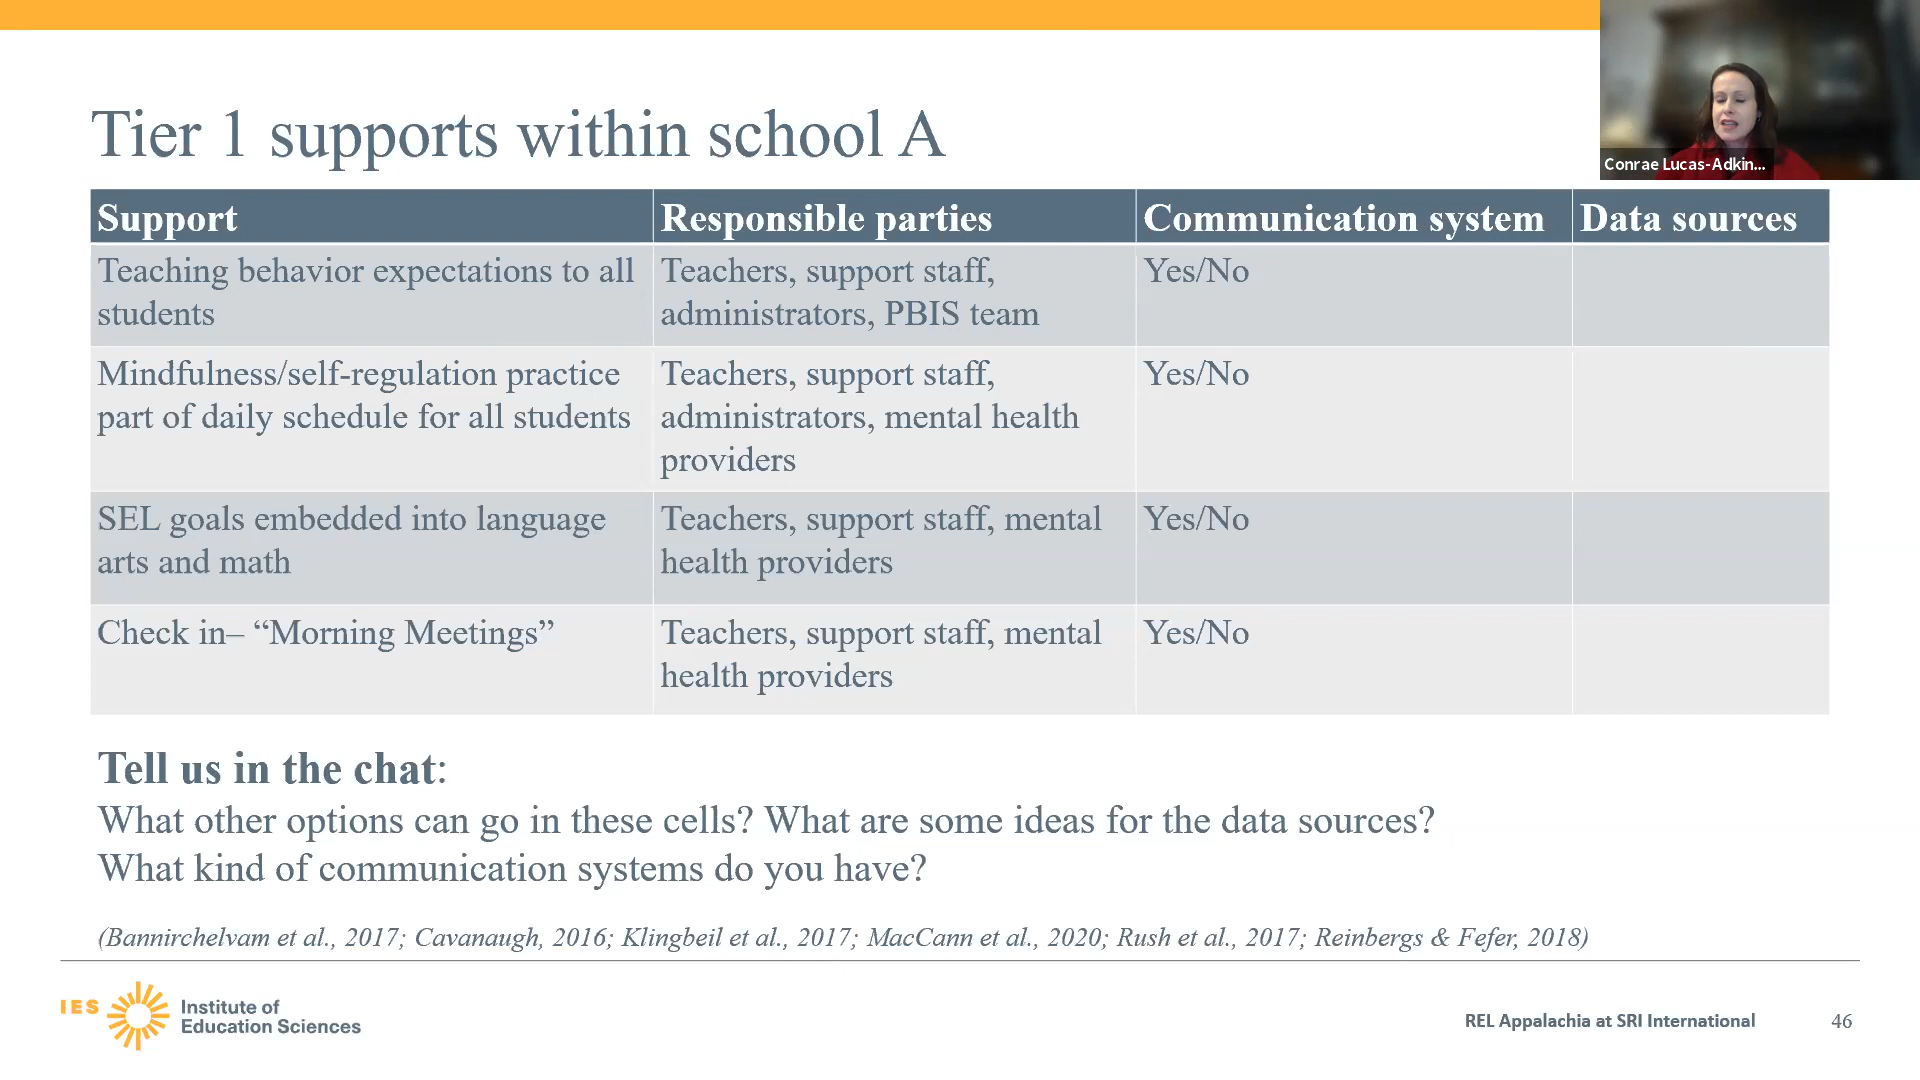 Conrae Lucas-Adkin...
Tier 1 supports within school A
Support
Responsible parties
Communication system
Data sources
Teaching behavior expectations to all
students
Teachers, support staff,
administrators, PBIS team
Yes/No
Mindfulness/self-regulation practice
part of daily schedule for all students
Teachers, support staff,
administrators, mental health
providers
Yes/No
SEL goals embedded into language
arts and math
Teachers, support staff, mental
health providers
Yes/No
Check in– “Morning Meetings”
Teachers, support staff, mental
health providers
Yes/No
Tell us in the chat:
What other options can go in these cells? What are some ideas for the data sources?
What kind of communication systems do you have?
(Bannirchelvam et al., 2017; Cavanaugh, 2016; Klingbeil et al., 2017; MacCann et al., 2020; Rush et al., 2017; Reinbergs & Fefer, 2018)
IES
Institute of
Education Sciences
REL Appalachia at SRI International
46